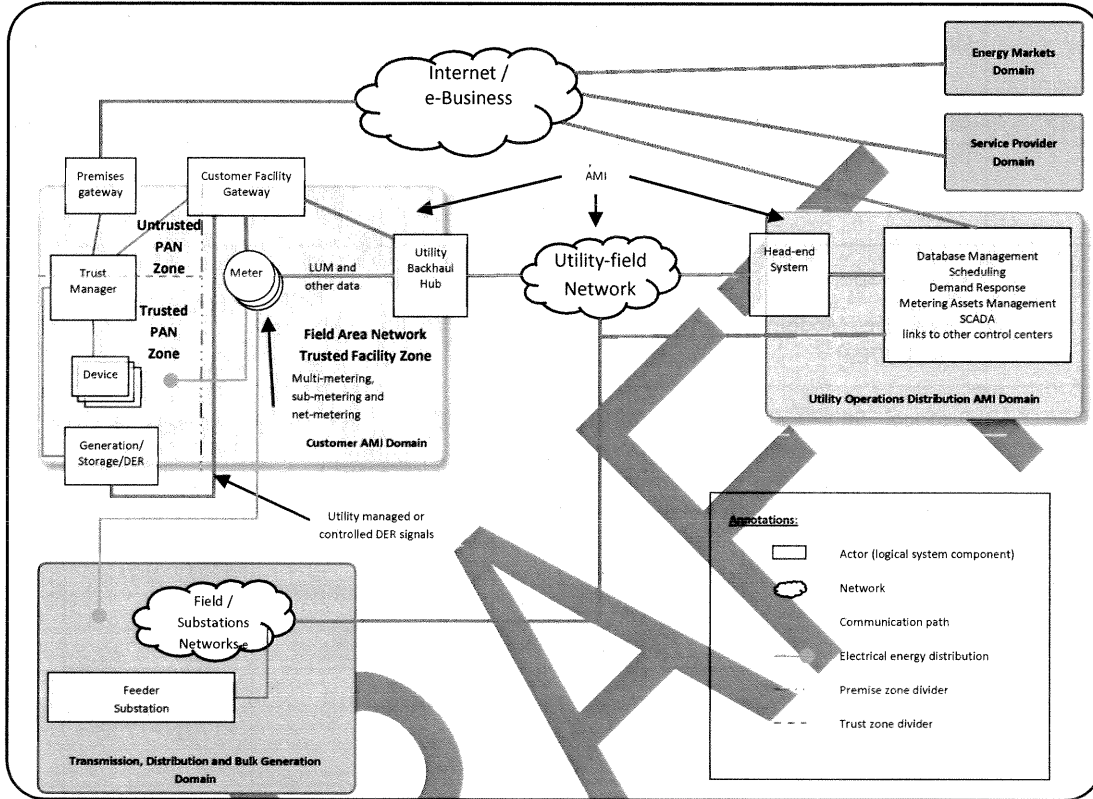 Internet /
e-Business
Energy Markets
Domain
Service Provider
Domain
Premises
gateway
Customer Facility
Gateway
AMI
Untrusted
PAN
Zone
Trust
Manager
Meter
LUM and
other data
Utility
Backhaul
Hub
Utility-field
Network
Head-end
System
Database Management
Scheduling
Demand Response
Metering Assets Management
SCADA
links to other control centers
Trusted
PAN
Zone
Field Area Network
Trusted Facility Zone
Device
Multi-metering,
sub-metering and
net-metering
Utility Operations Distribution AMI Domain
Customer AMI Domain
Generation/
Storage/DER
Utility managed or
controlled DER signals
Annotations:
Actor (logical system component)
Network
Communication path
Electrical energy distribution
Premise zone divider
Trust zone divider
Field /
Substations
Networks-e
Feeder
Substation
Transmission, Distribution and Bulk Generation
Domain